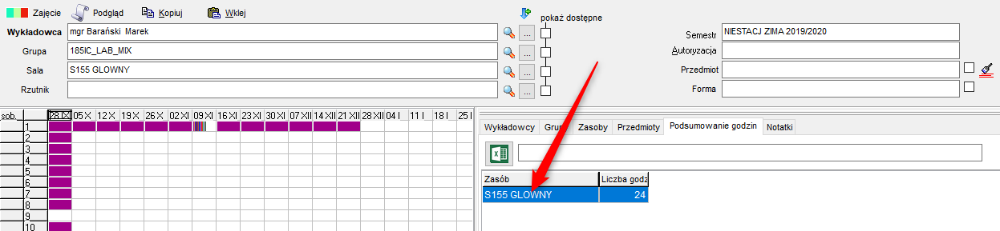 Zajęcie Podgląd Kopiuj Wklej
pokaż dostępne
Wykładowca mgr Barański Marek ...
Semestr NIESTACJ ZIMA 2019/2020
Grupa 185IC_LAB_MIX ...
Autoryzacja
Sala S155 GLOWNY ...
Przedmiot
Rzutnik ...
Forma
sob. 28 IX 05 X 12 X 19 X 26 X 02 XI 09 XI 16 XI 23 XI 30 XI 07 XII 14 XII 21 XII 28 XII 04 I 11 I 18 I 25 I
1
2
3
4
5
6
7
8
9
10
Wykładowcy Grupy Zasoby Przedmioty Podsumowanie godzin Notatki
Zasób Liczba godz
S155 GLOWNY 24